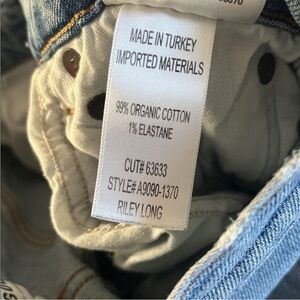 MADE IN TURKEY
IMPORTED MATERIALS
99% ORGANIC COTTON
1% ELASTANE
CUT# 63633
STYLE# A9090-1370
RILEY LONG